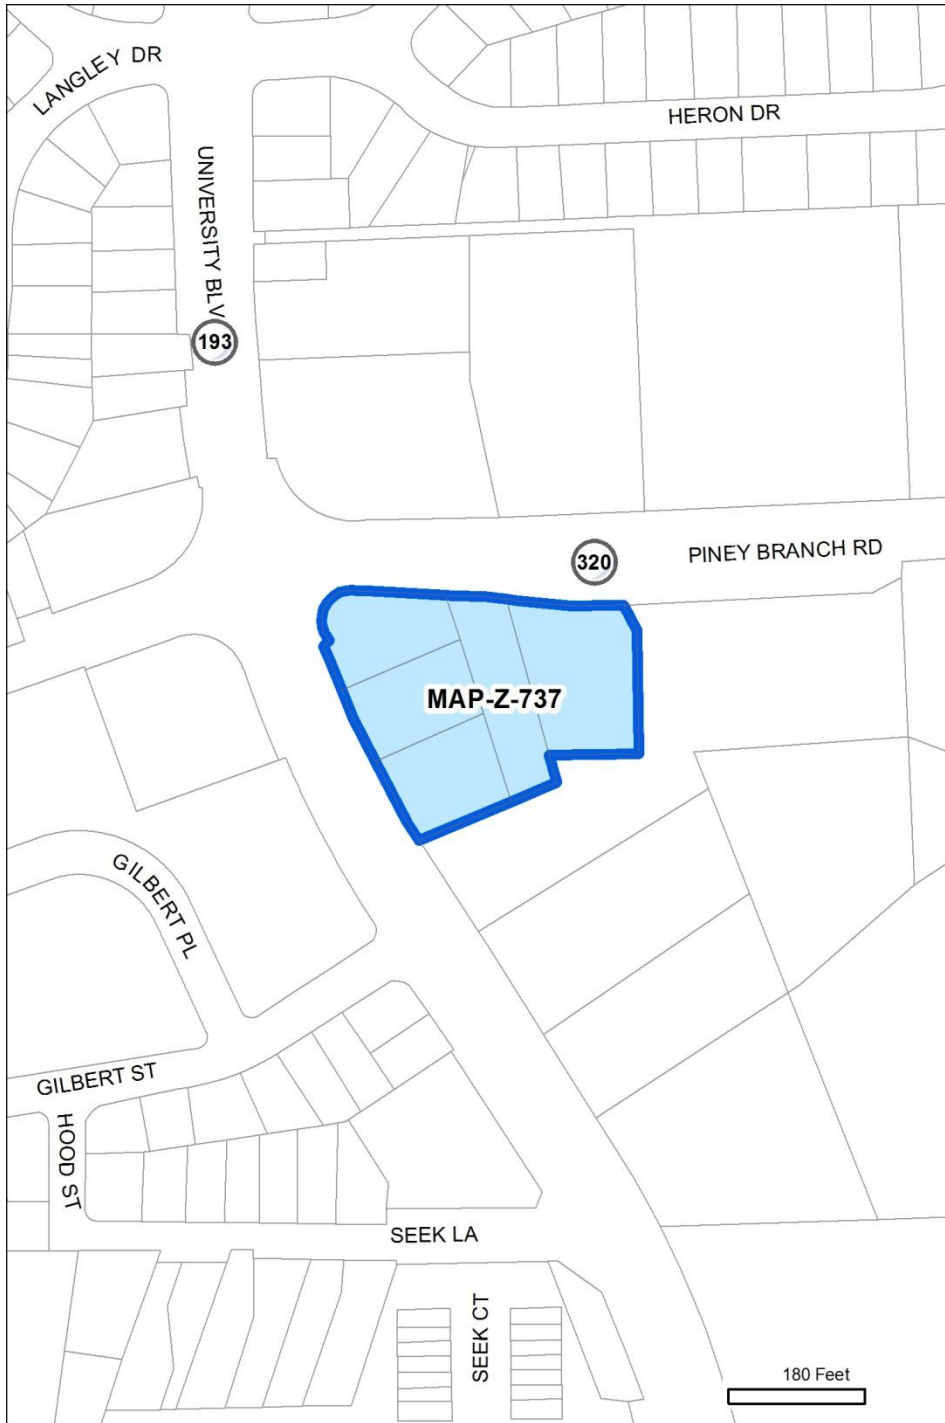 LANGLEY DR
HERON DR
UNIVERSITY BLV
193
320
PINEY BRANCH RD
MAP-Z-737
GILBERT PL
GILBERT ST
HOOD ST
SEEK LA
SEEK CT
180 Feet